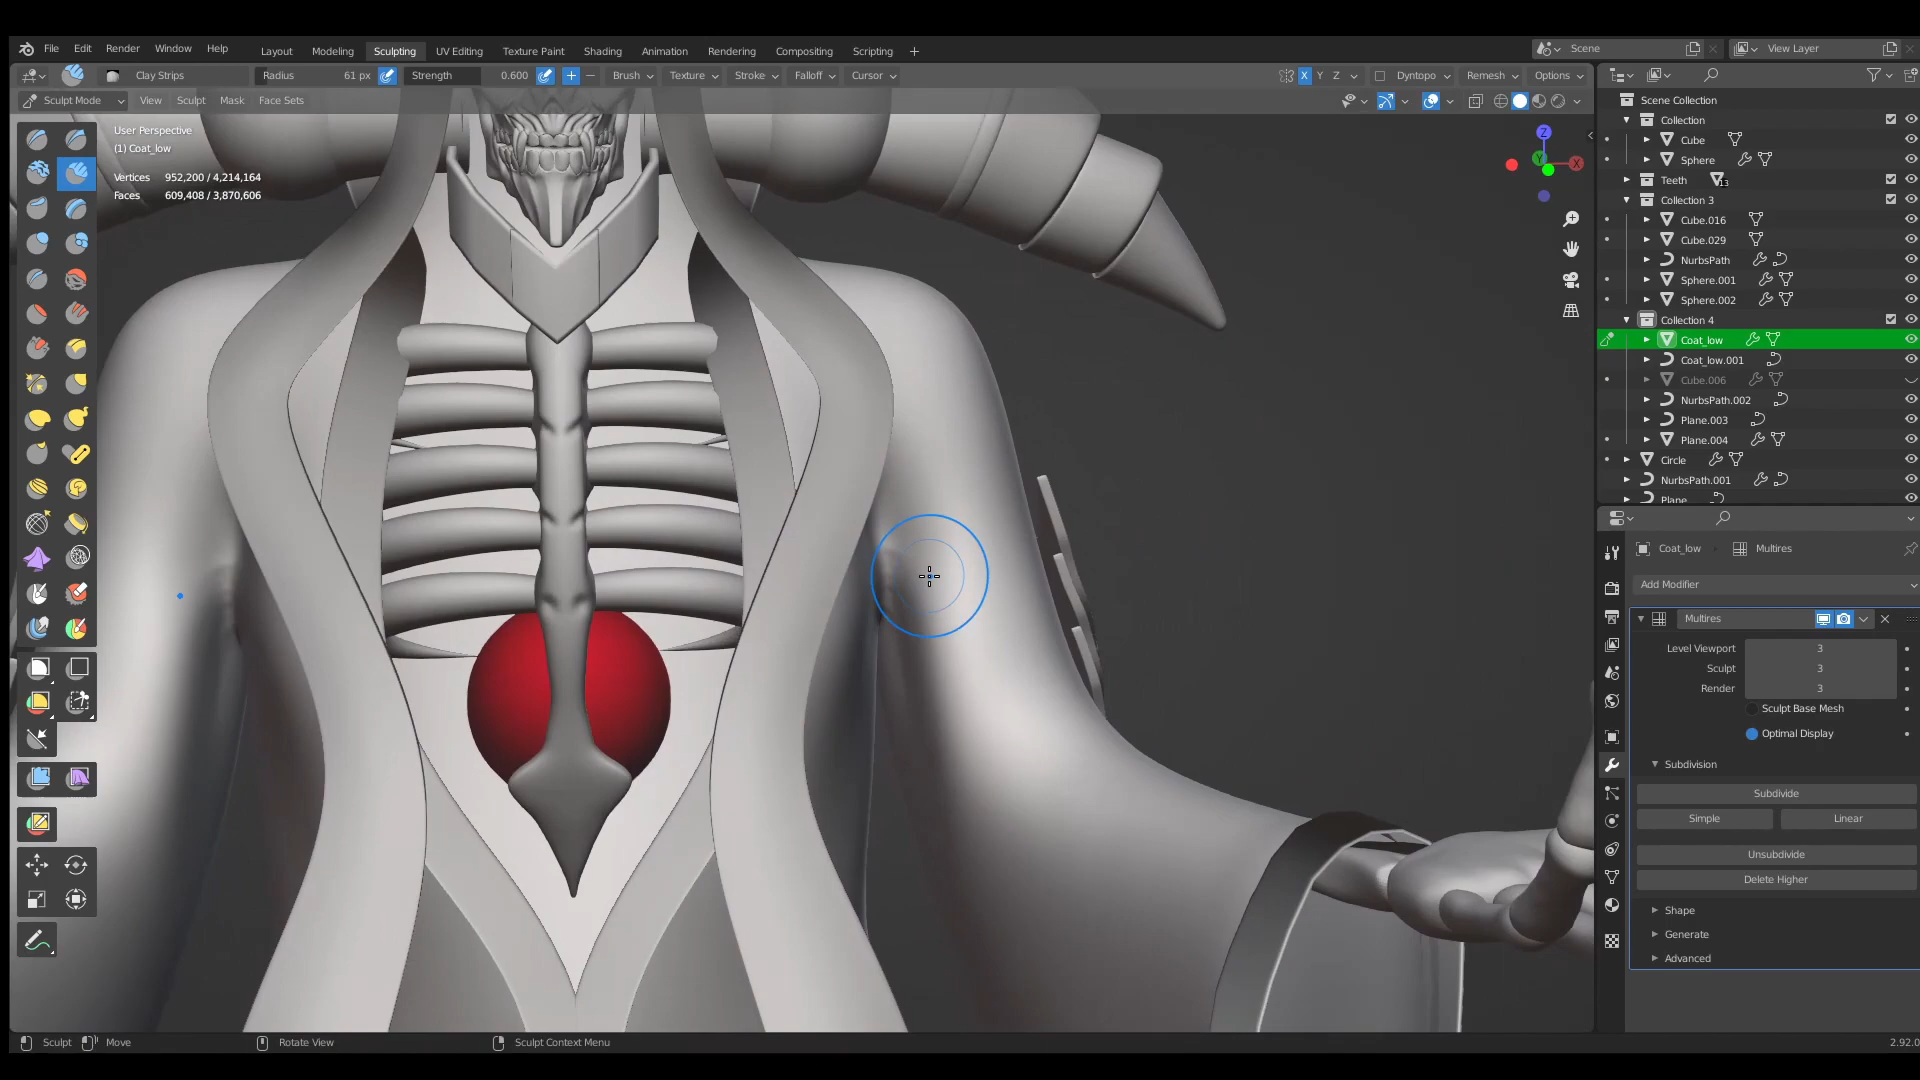 File Edit Render Window Help Layout Modeling Sculpting UV Editing Texture Paint Shading Animation Rendering Compositing Scripting + Scene View Layer
Clay Strips Radius 61 px Strength 0.600 + − Brush Texture Stroke Falloff Cursor X Y Z Dyntopo Remesh Options
Sculpt Mode View Sculpt Mask Face Sets
User Perspective
(1) Coat_low
Vertices 952,200 / 4,214,164
Faces 609,408 / 3,870,606
Z
Y
X
Scene Collection
Collection
Cube
Sphere
Teeth 13
Collection 3
Cube.016
Cube.029
NurbsPath
Sphere.001
Sphere.002
Collection 4
Coat_low
Coat_low.001
Cube.006
NurbsPath.002
Plane.003
Plane.004
Circle
NurbsPath.001
Plane
Coat_low Multires
Add Modifier
Multires
Level Viewport 3
Sculpt 3
Render 3
Sculpt Base Mesh
Optimal Display
Subdivision
Subdivide
Simple Linear
Unsubdivide
Delete Higher
Shape
Generate
Advanced
Sculpt Move Rotate View Sculpt Context Menu 2.92.0